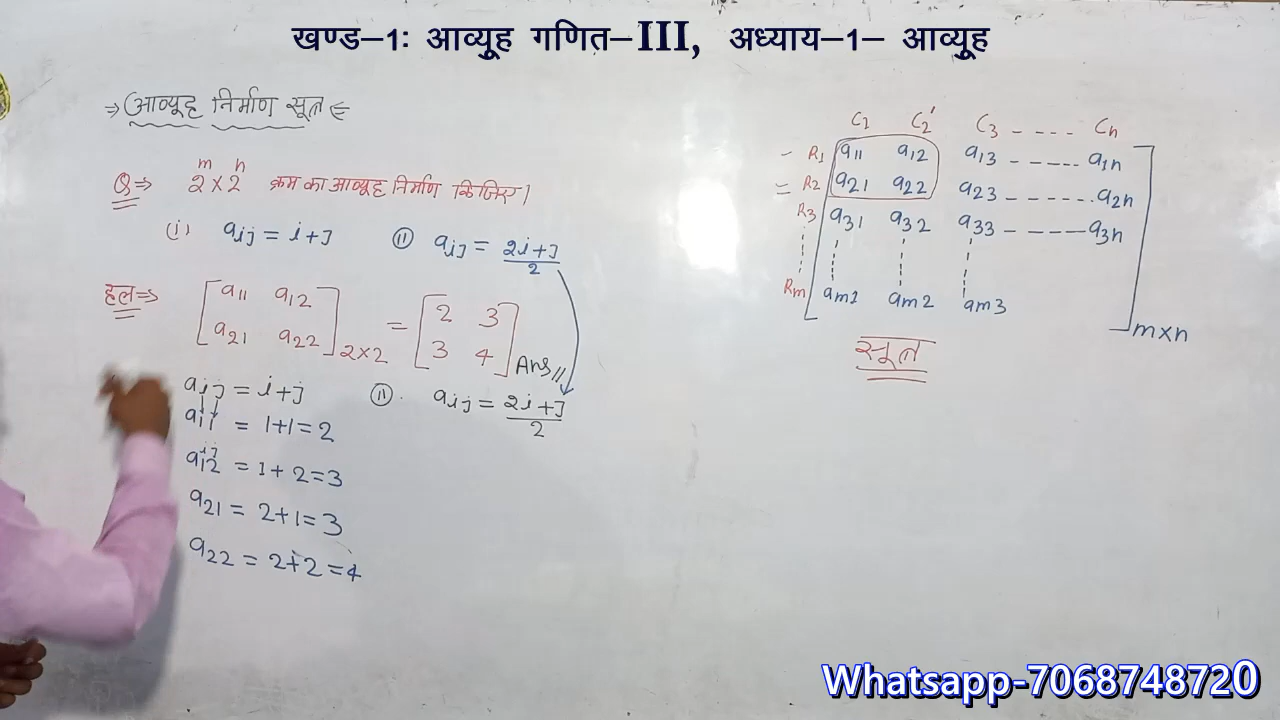 खण्ड–1: आव्यूह गणित–III, अध्याय–1– आव्यूह
⇒ आव्यूह निर्माण सूत्र ⇐
m n
Q⇒ 2×2 क्रम का आव्यूह निर्माण किजिए।
(i) aij = i+j (ii) aij = 2i+j/2
हल⇒ [a11 a12
a21 a22]2×2 = [2 3
3 4] Ans//
aij = i+j (ii). aij = 2i+j/2
a11 = 1+1=2
ij
a12 = 1+2=3
a21 = 2+1=3
a22 = 2+2=4
C1 C2' C3 ---- Cn
- R1 [a11 a12 a13 ----- a1n
= R2 a21 a22 a23 ------ a2n
R3 a31 a32 a33 ----- a3n
Rm am1 am2 am3 ]m×n
सूत्र
Whatsapp-7068748720